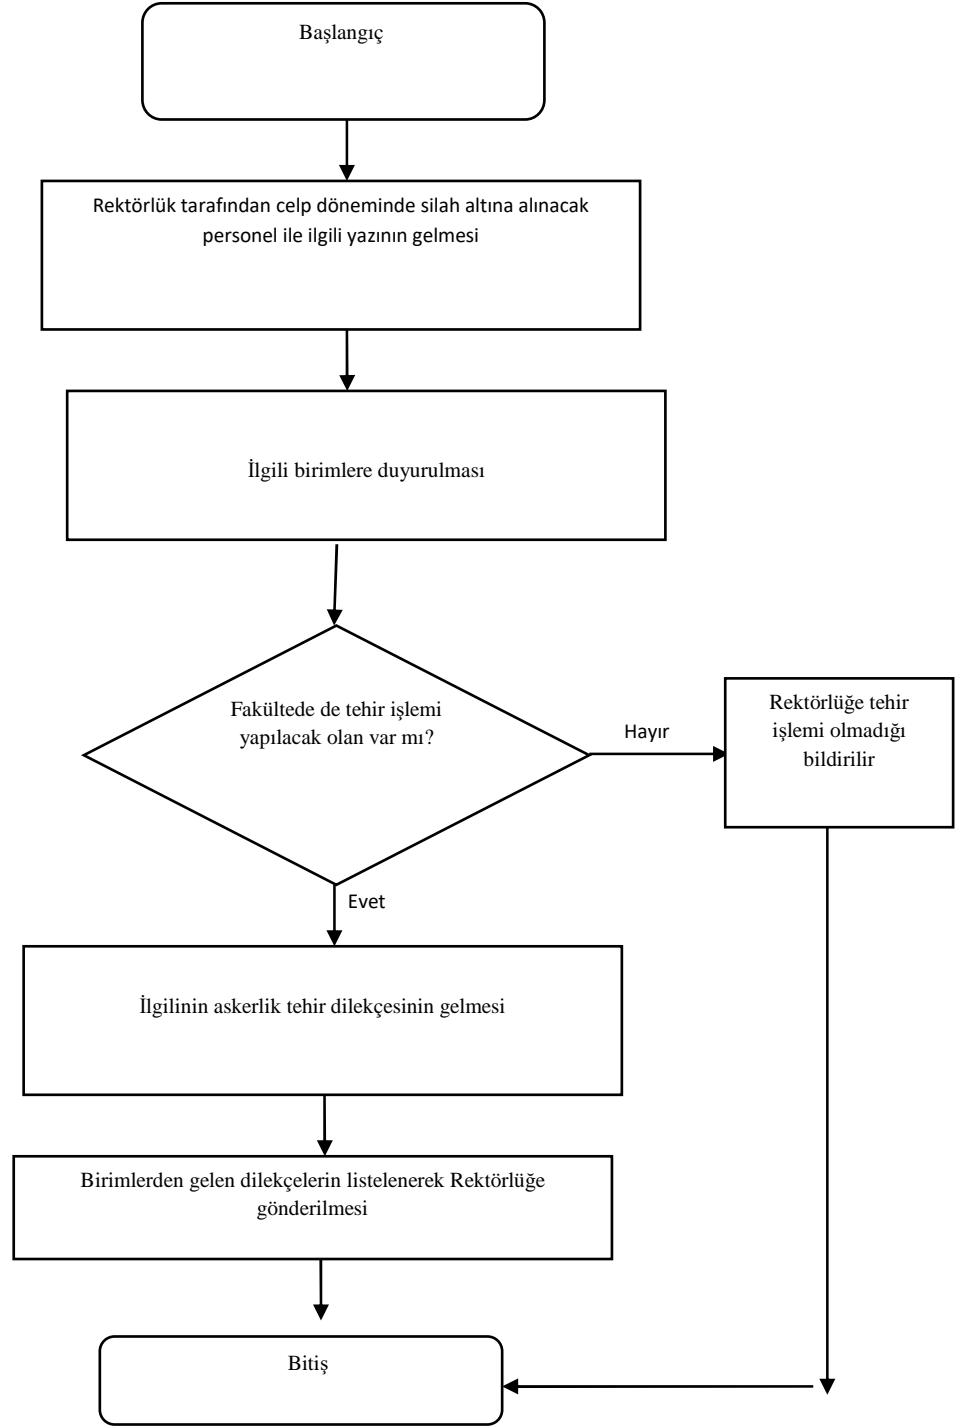 Başlangıç
Rektörlük tarafından celp döneminde silah altına alınacak
personel ile ilgili yazının gelmesi
İlgili birimlere duyurulması
Fakültede de tehir işlemi
yapılacak olan var mı?
Hayır
Rektörlüğe tehir
işlemi olmadığı
bildirilir
Evet
İlgilinin askerlik tehir dilekçesinin gelmesi
Birimlerden gelen dilekçelerin listelenerek Rektörlüğe
gönderilmesi
Bitiş